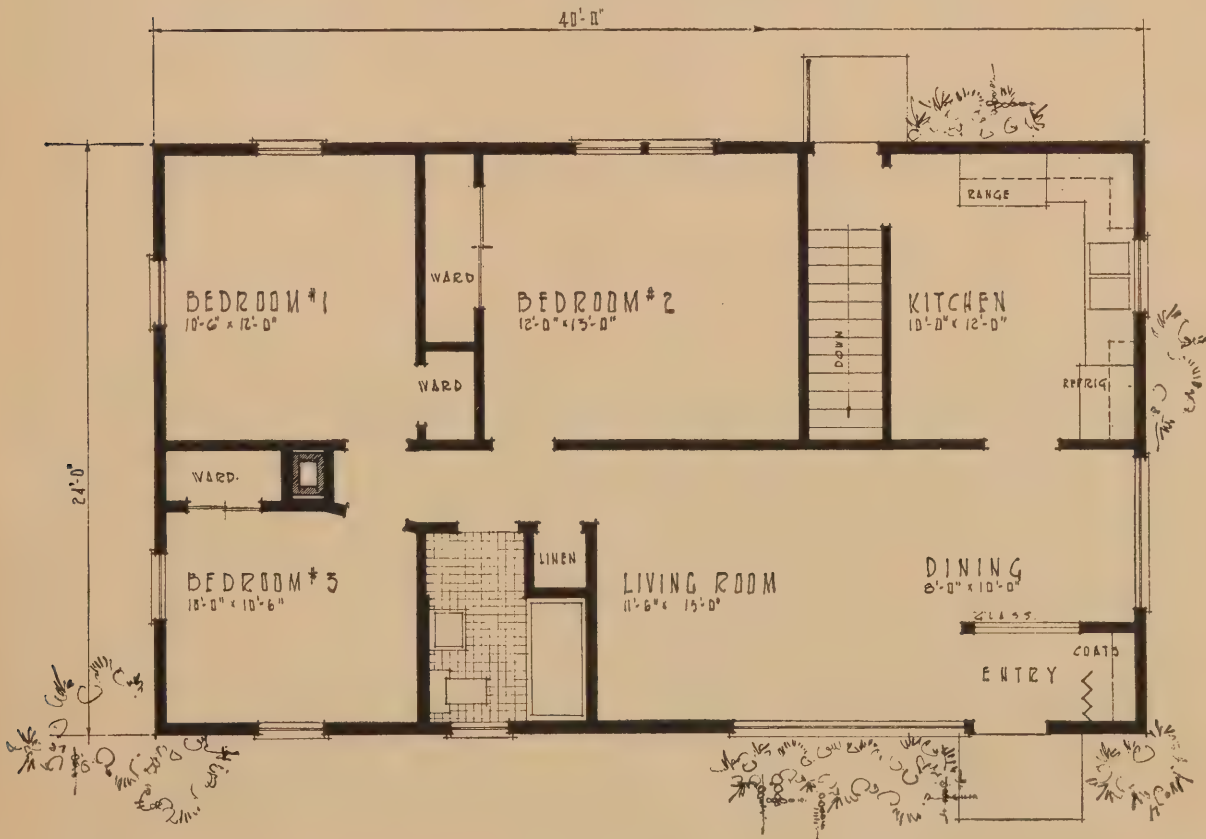 40'-0"
RANGE
WARD
BEDROOM #1
10'-6" x 12'-0"
BEDROOM #2
12'-0" x 13'-0"
KITCHEN
10'-0" x 12'-0"
DOWN
WARD
REFRIG
WARD.
24'-0"
LINEN
BEDROOM #3
10'-6"
LIVING ROOM
11'-6" x 15'-0"
DINING
8'-0" x 10'-0"
GLASS.
COATS
ENTRY